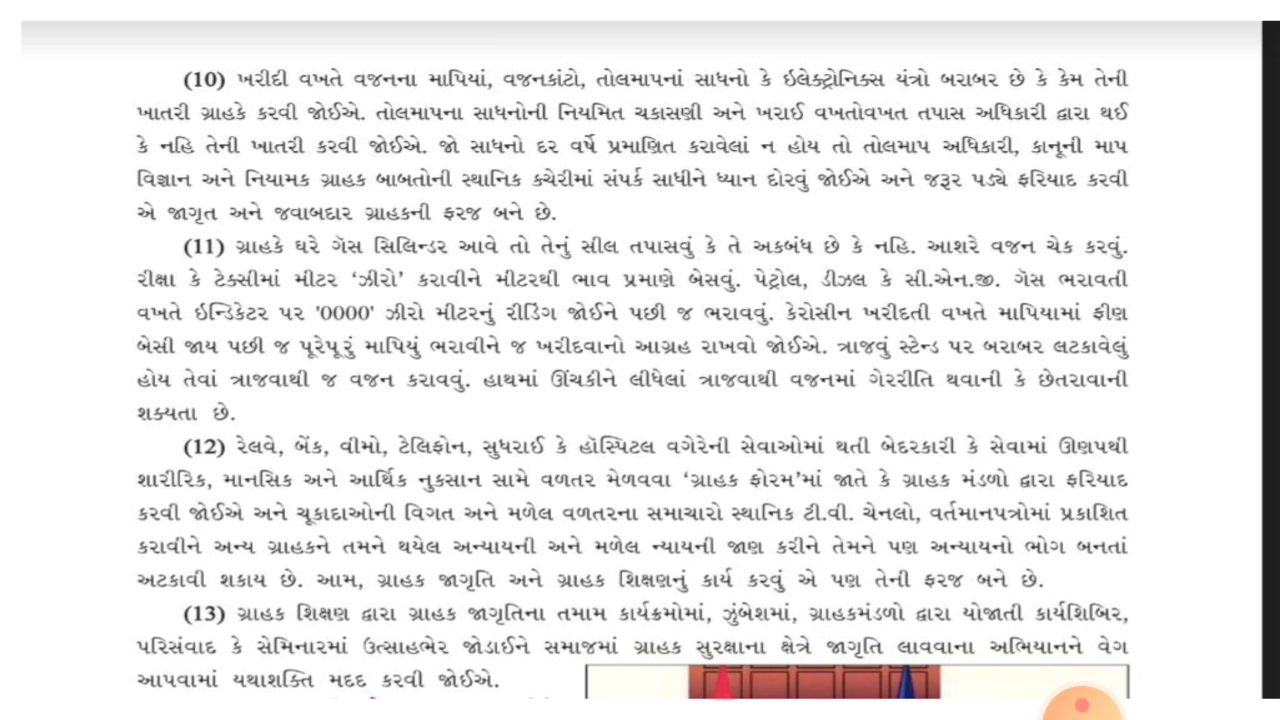 (10) ખરીદી વખતે વજનના માપિયાં, વજનકાંટો, તોલમાપનાં સાધનો કે ઇલેક્ટ્રોનિક્સ યંત્રો બરાબર છે કે કેમ તેની
ખાતરી ગ્રાહકે કરવી જોઈએ. તોલમાપના સાધનોની નિયમિત ચકાસણી અને ખરાઈ વખતોવખત તપાસ અધિકારી દ્વારા થઈ
કે નહિ તેની ખાતરી કરવી જોઈએ. જો સાધનો દર વર્ષે પ્રમાણિત કરાવેલાં ન હોય તો તોલમાપ અધિકારી, કાનૂની માપ
વિજ્ઞાન અને નિયામક ગ્રાહક બાબતોની સ્થાનિક કચેરીમાં સંપર્ક સાધીને ધ્યાન દોરવું જોઈએ અને જરૂર પડ્યે ફરિયાદ કરવી
એ જાગૃત અને જવાબદાર ગ્રાહકની ફરજ બને છે.
(11) ગ્રાહકે ઘરે ગૅસ સિલિન્ડર આવે તો તેનું સીલ તપાસવું કે તે અકબંધ છે કે નહિ. આશરે વજન ચેક કરવું.
રીક્ષા કે ટેક્સીમાં મીટર ‘ઝીરો’ કરાવીને મીટરથી ભાવ પ્રમાણે બેસવું. પેટ્રોલ, ડીઝલ કે સી.એન.જી. ગૅસ ભરાવતી
વખતે ઇન્ડિકેટર પર '0000' ઝીરો મીટરનું રીડિંગ જોઈને પછી જ ભરાવવું. કેરોસીન ખરીદતી વખતે માપિયામાં ફીણ
બેસી જાય પછી જ પૂરેપૂરું માપિયું ભરાવીને જ ખરીદવાનો આગ્રહ રાખવો જોઈએ. ત્રાજવું સ્ટેન્ડ પર બરાબર લટકાવેલું
હોય તેવાં ત્રાજવાથી જ વજન કરાવવું. હાથમાં ઊંચકીને લીધેલાં ત્રાજવાથી વજનમાં ગેરરીતિ થવાની કે છેતરાવાની
શક્યતા છે.
(12) રેલવે, બેંક, વીમો, ટેલિફોન, સુધરાઈ કે હૉસ્પિટલ વગેરેની સેવાઓમાં થતી બેદરકારી કે સેવામાં ઊણપથી
શારીરિક, માનસિક અને આર્થિક નુકસાન સામે વળતર મેળવવા ‘ગ્રાહક ફોરમ’માં જાતે કે ગ્રાહક મંડળો દ્વારા ફરિયાદ
કરવી જોઈએ અને ચૂકાદાઓની વિગત અને મળેલ વળતરના સમાચારો સ્થાનિક ટી.વી. ચેનલો, વર્તમાનપત્રોમાં પ્રકાશિત
કરાવીને અન્ય ગ્રાહકને તમને થયેલ અન્યાયની અને મળેલ ન્યાયની જાણ કરીને તેમને પણ અન્યાયનો ભોગ બનતાં
અટકાવી શકાય છે. આમ, ગ્રાહક જાગૃતિ અને ગ્રાહક શિક્ષણનું કાર્ય કરવું એ પણ તેની ફરજ બને છે.
(13) ગ્રાહક શિક્ષણ દ્વારા ગ્રાહક જાગૃતિના તમામ કાર્યક્રમોમાં, ઝુંબેશમાં, ગ્રાહકમંડળો દ્વારા યોજાતી કાર્યશિબિર,
પરિસંવાદ કે સેમિનારમાં ઉત્સાહભેર જોડાઈને સમાજમાં ગ્રાહક સુરક્ષાના ક્ષેત્રે જાગૃતિ લાવવાના અભિયાનને વેગ
આપવામાં યથાશક્તિ મદદ કરવી જોઈએ.